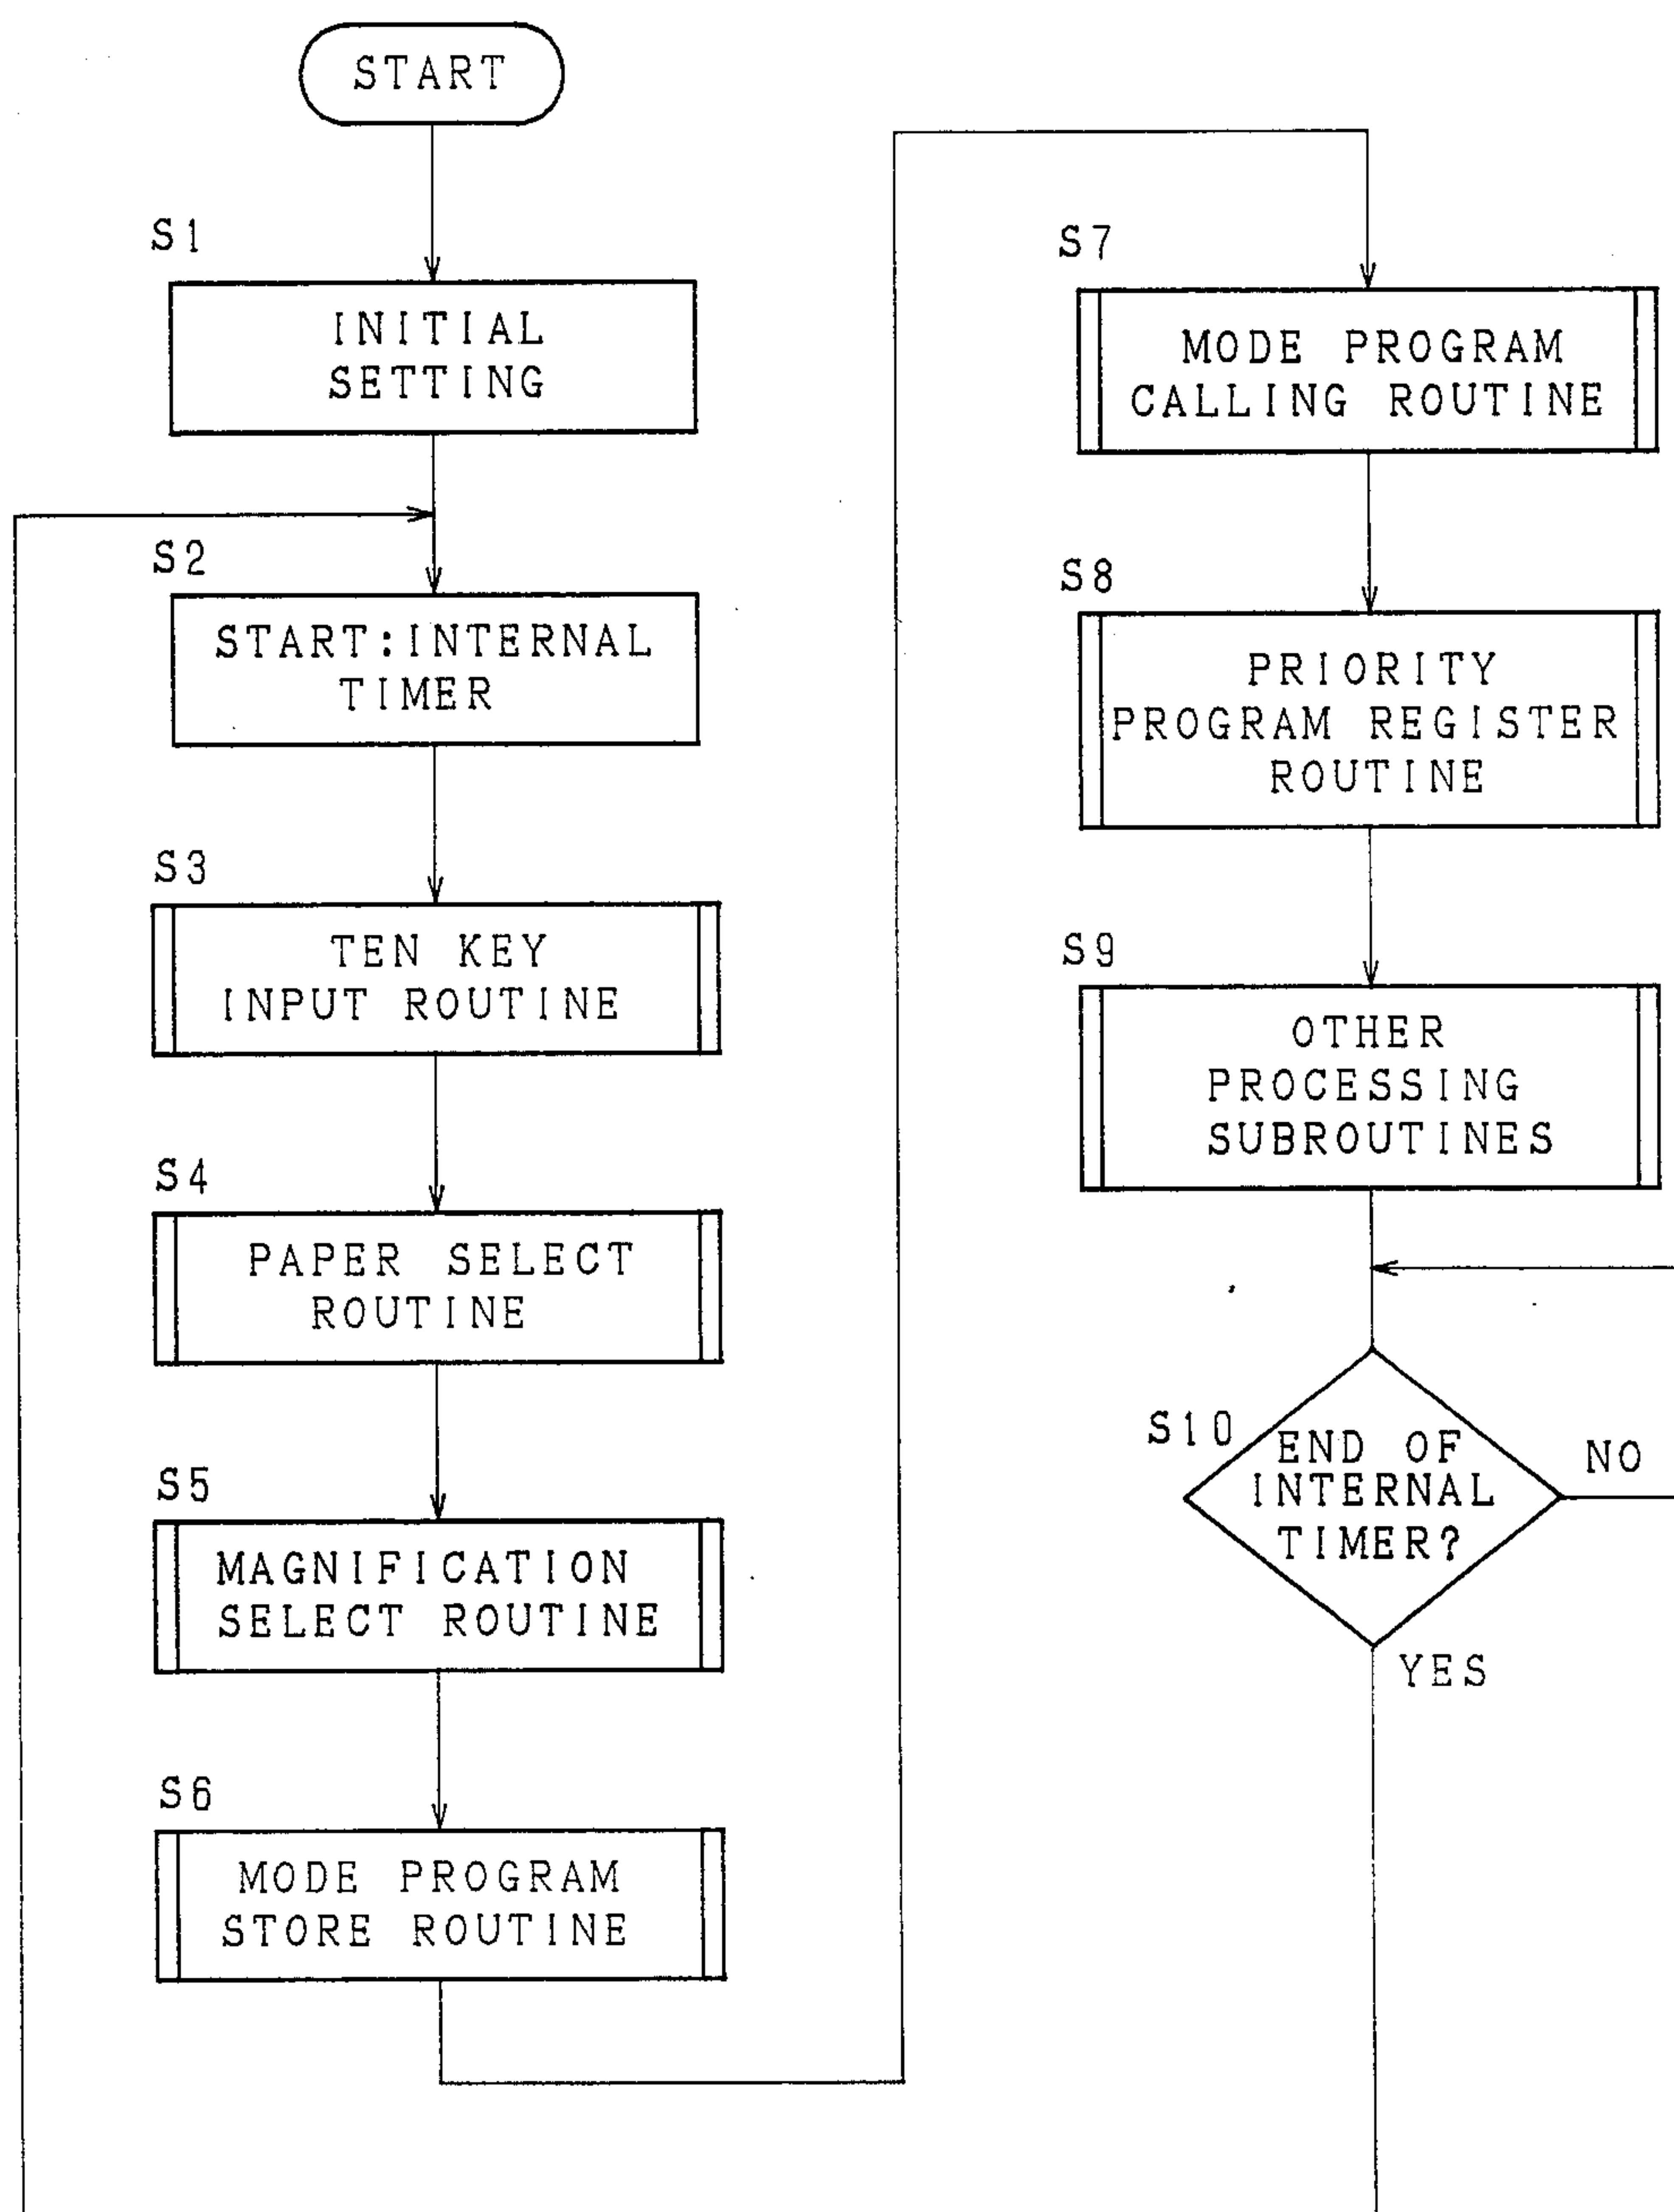 START
S1
INITIAL
SETTING
S2
START:INTERNAL
TIMER
S3
TEN KEY
INPUT ROUTINE
S4
PAPER SELECT
ROUTINE
S5
MAGNIFICATION
SELECT ROUTINE
S6
MODE PROGRAM
STORE ROUTINE
S7
MODE PROGRAM
CALLING ROUTINE
S8
PRIORITY
PROGRAM REGISTER
ROUTINE
S9
OTHER
PROCESSING
SUBROUTINES
S10
END OF
INTERNAL
TIMER?
NO
YES